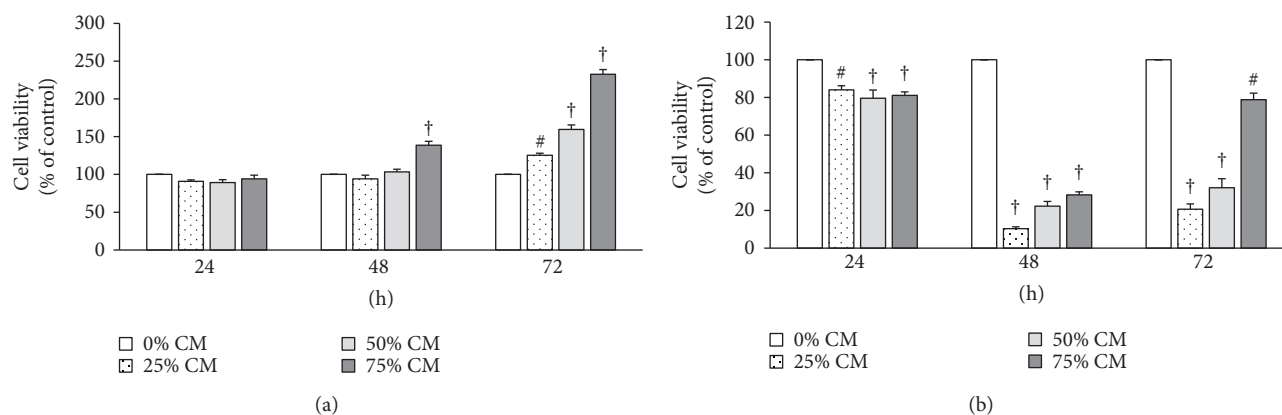 300
250
200
150
100
50
0
Cell viability
(% of control)
#
†
†
†
†
24
48
72
(h)
0% CM
50% CM
25% CM
75% CM
(a)
120
100
80
60
40
20
0
Cell viability
(% of control)
#
†
†
†
†
†
†
†
#
24
48
72
(h)
0% CM
50% CM
25% CM
75% CM
(b)